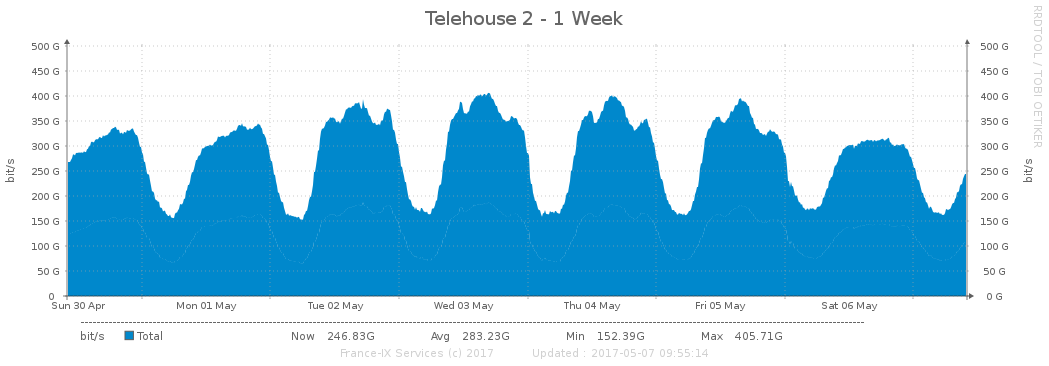 Telehouse 2 - 1 Week
RRDTOOL / TOBI OETIKER
500 G 500 G
450 G 450 G
400 G 400 G
350 G 350 G
300 G 300 G
250 G 250 G
200 G 200 G
150 G 150 G
100 G 100 G
50 G 50 G
0 0 G
bit/s bit/s
Sun 30 Apr Mon 01 May Tue 02 May Wed 03 May Thu 04 May Fri 05 May Sat 06 May
bit/s Total Now 246.83G Avg 283.23G Min 152.39G Max 405.71G
France-IX Services (c) 2017 Updated : 2017-05-07 09:55:14